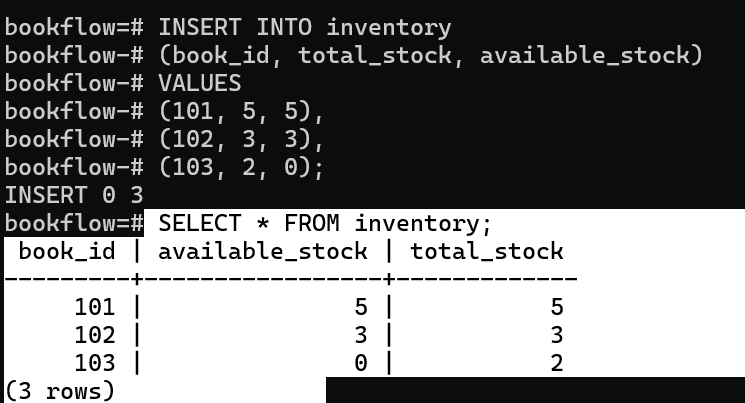 bookflow=# INSERT INTO inventory
bookflow-# (book_id, total_stock, available_stock)
bookflow-# VALUES
bookflow-# (101, 5, 5),
bookflow-# (102, 3, 3),
bookflow-# (103, 2, 0);
INSERT 0 3
bookflow=# SELECT * FROM inventory;
 book_id | available_stock | total_stock
---------+-----------------+-------------
     101 |               5 |           5
     102 |               3 |           3
     103 |               0 |           2
(3 rows)